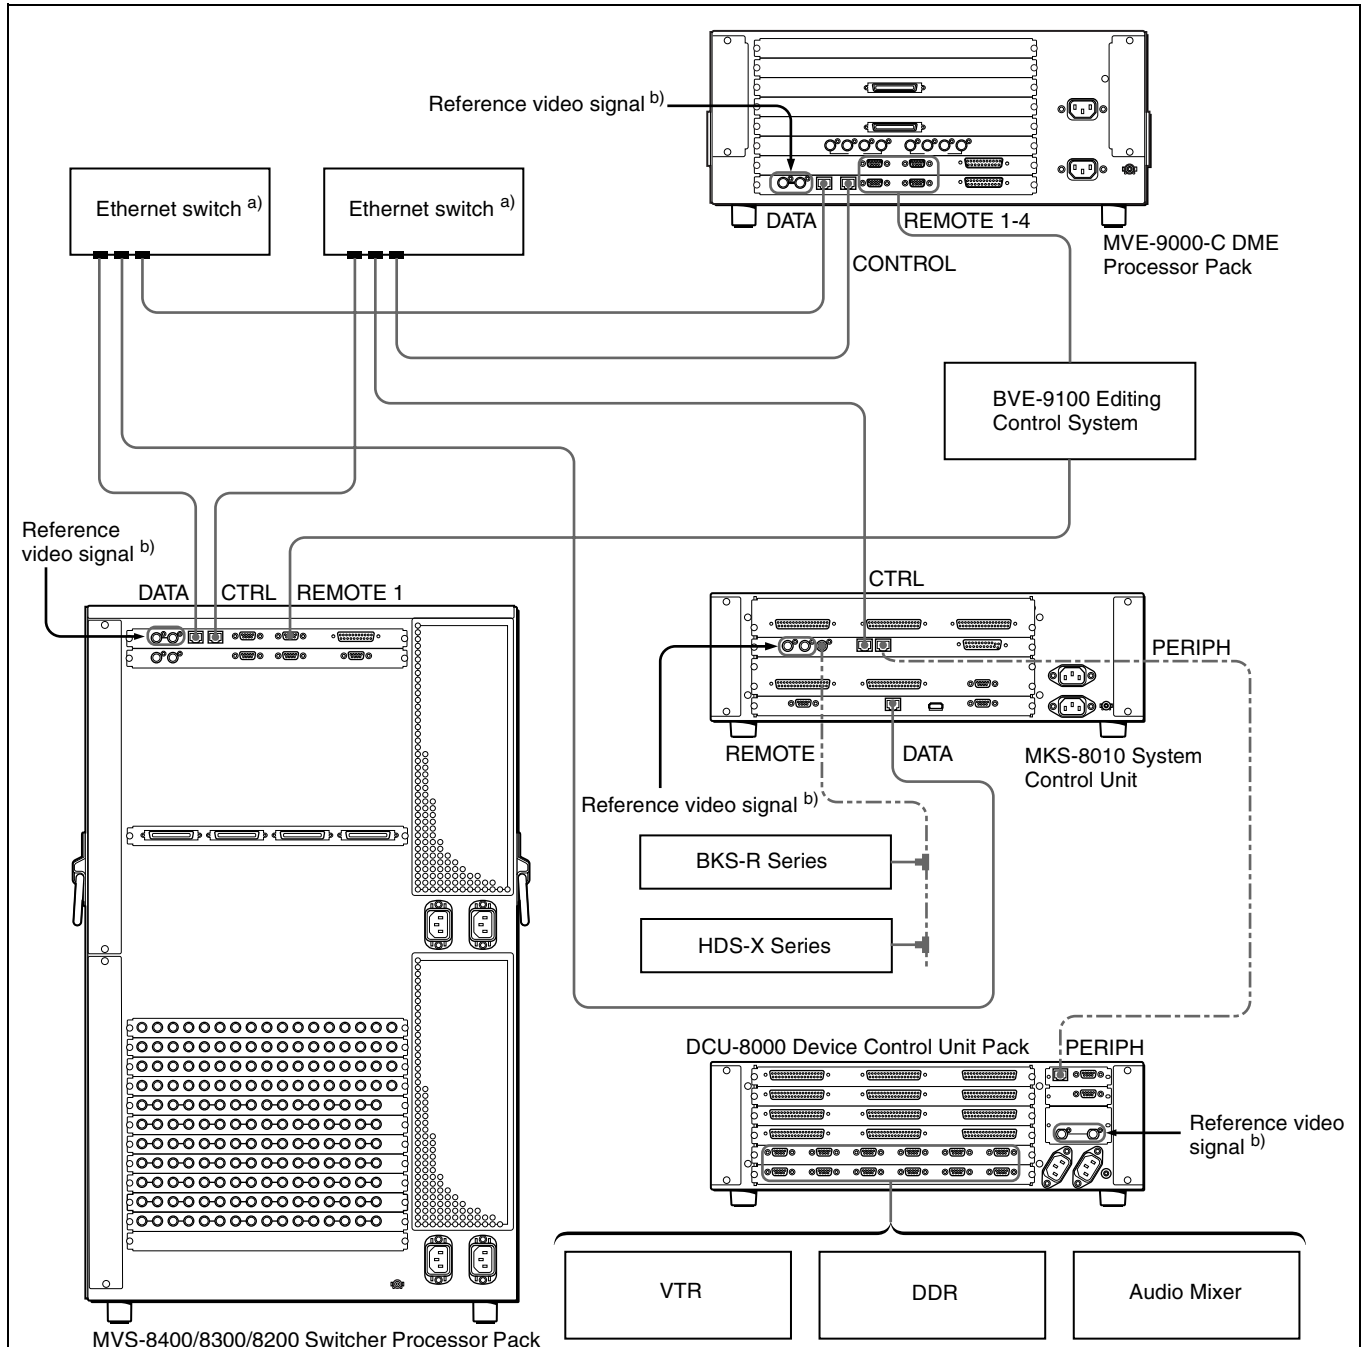 Reference video signal b)
Ethernet switch a)
Ethernet switch a)
DATA
REMOTE 1-4
CONTROL
MVE-9000-C DME
Processor Pack
BVE-9100 Editing
Control System
Reference
video signal b)
DATA
CTRL
REMOTE 1
CTRL
PERIPH
REMOTE
DATA
MKS-8010 System
Control Unit
Reference video signal b)
BKS-R Series
HDS-X Series
DCU-8000 Device Control Unit Pack
PERIPH
Reference video
signal b)
VTR
DDR
Audio Mixer
MVS-8400/8300/8200 Switcher Processor Pack